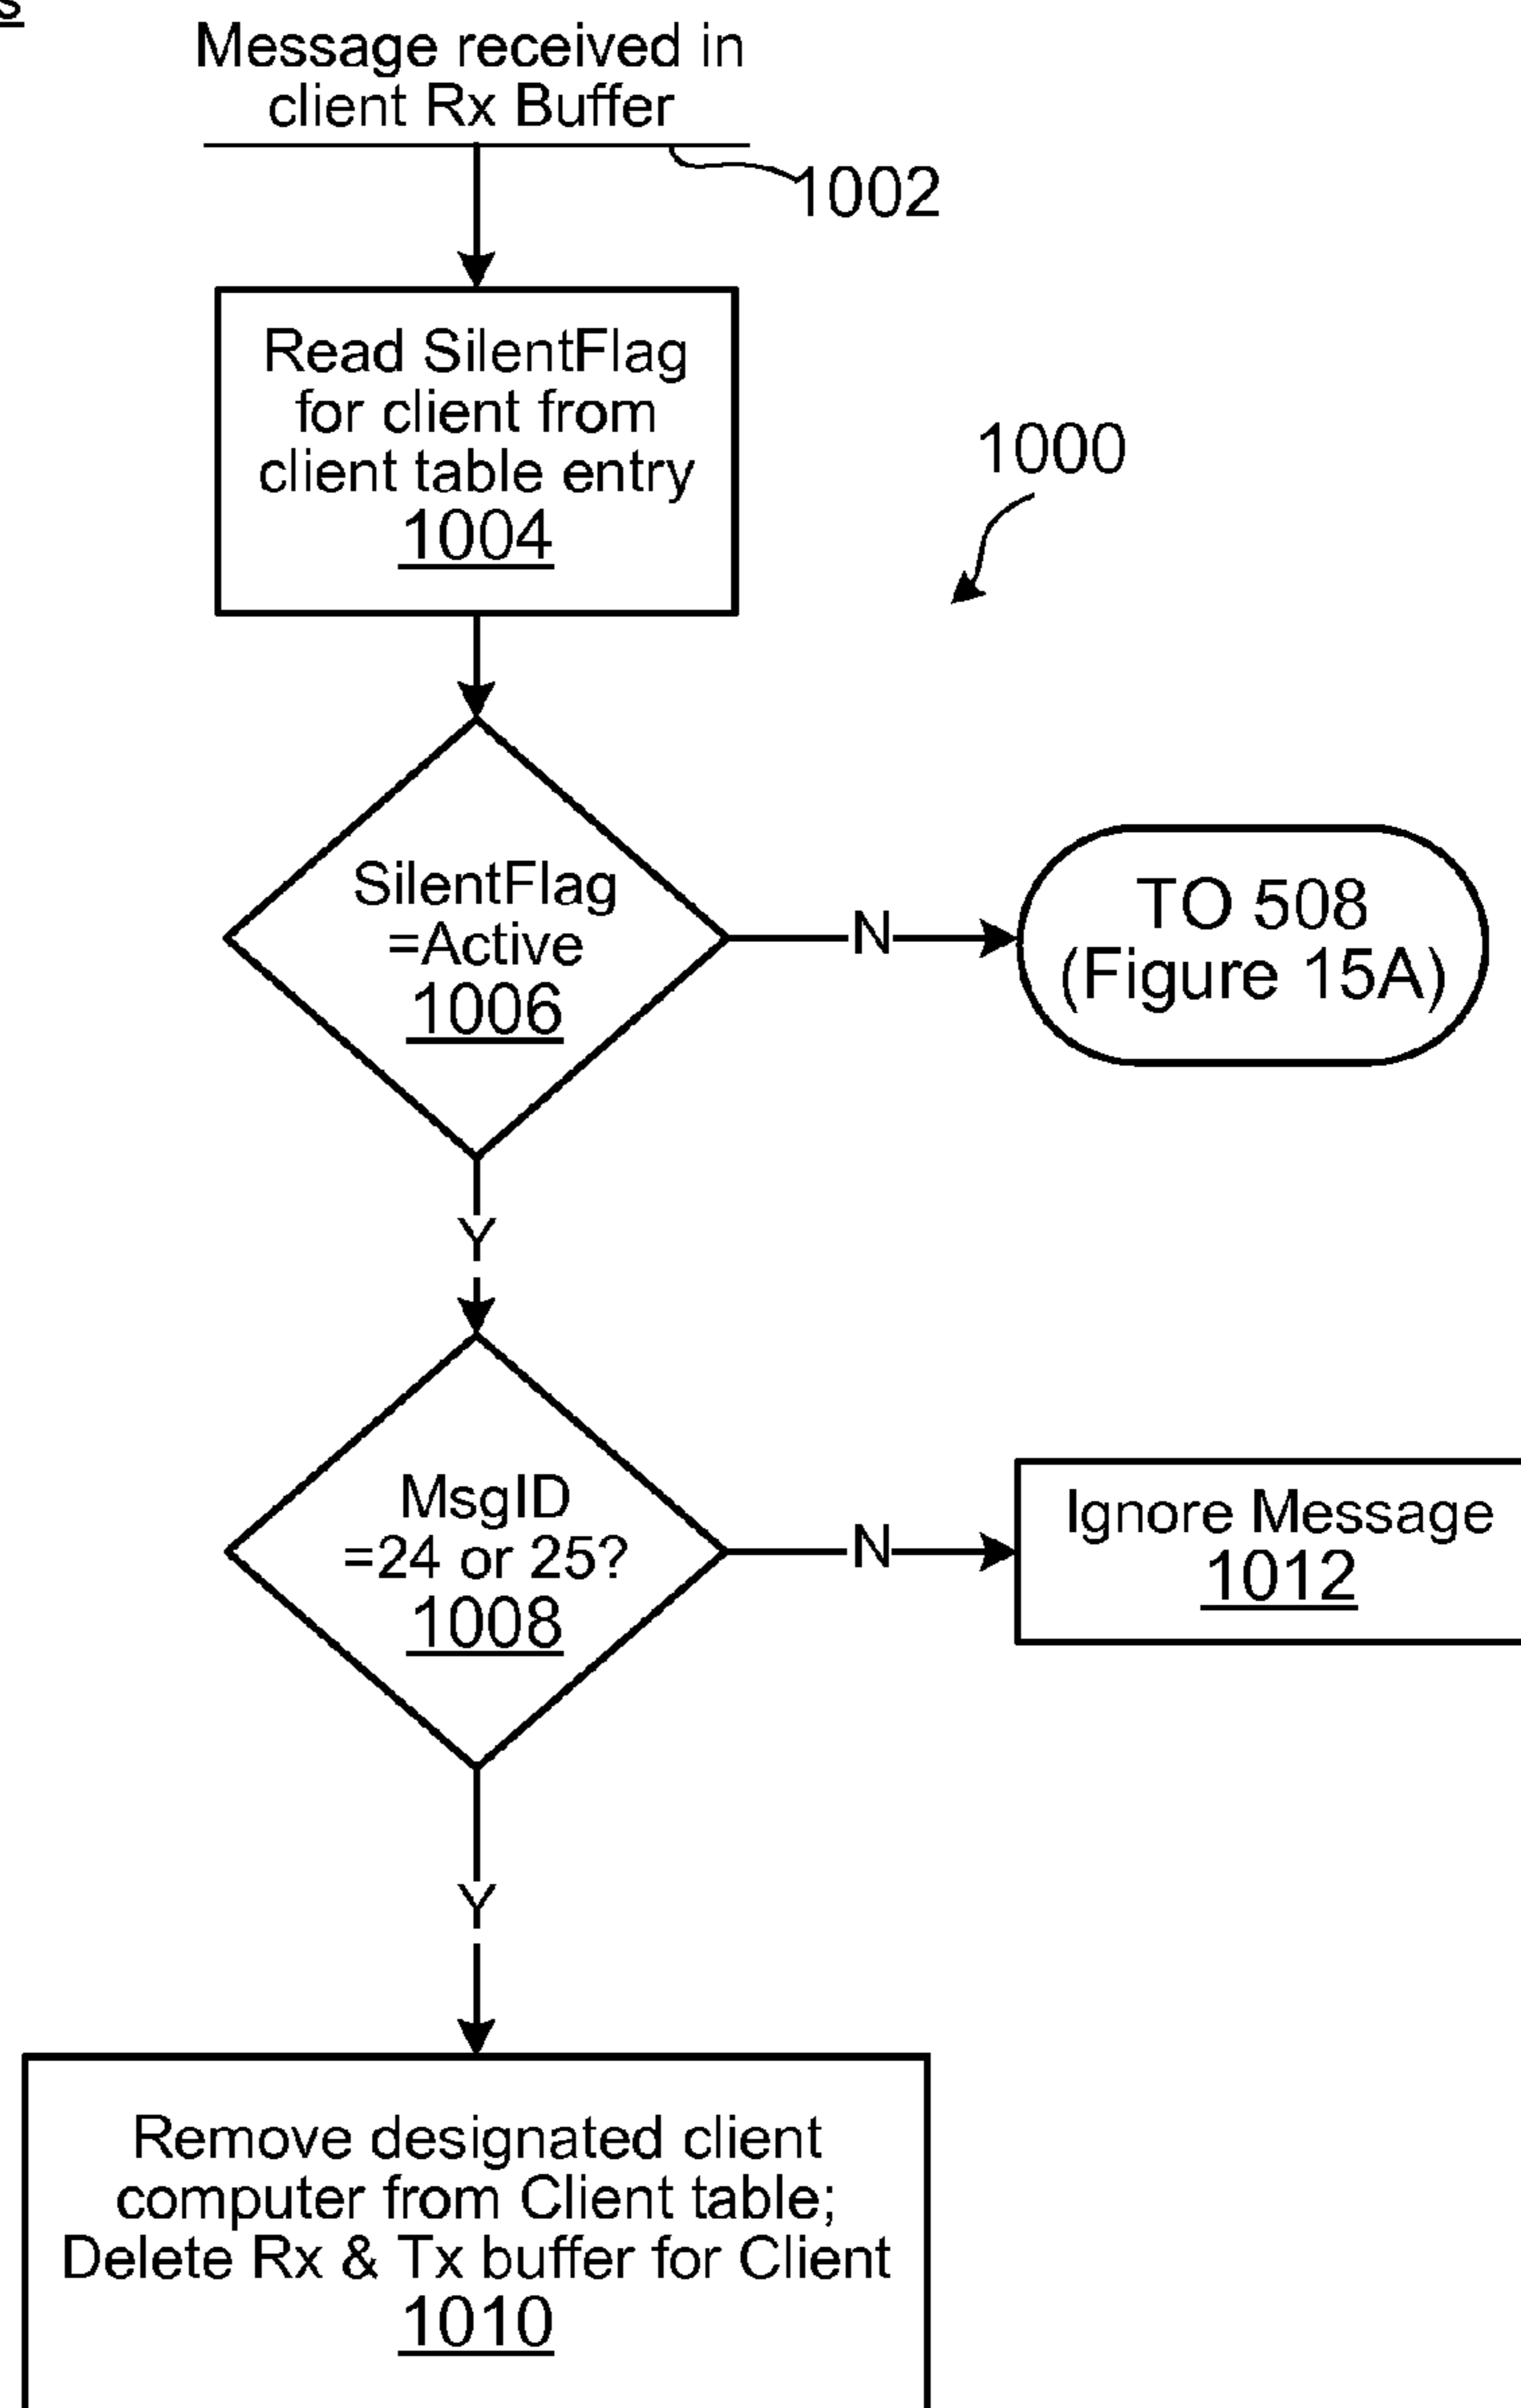 Message received in
client Rx Buffer
1002
Read SilentFlag
for client from
client table entry
1004
1000
SilentFlag
=Active
1006
N
TO 508
(Figure 15A)
Y
MsgID
=24 or 25?
1008
N
Ignore Message
1012
Y
Remove designated client
computer from Client table;
Delete Rx & Tx buffer for Client
1010